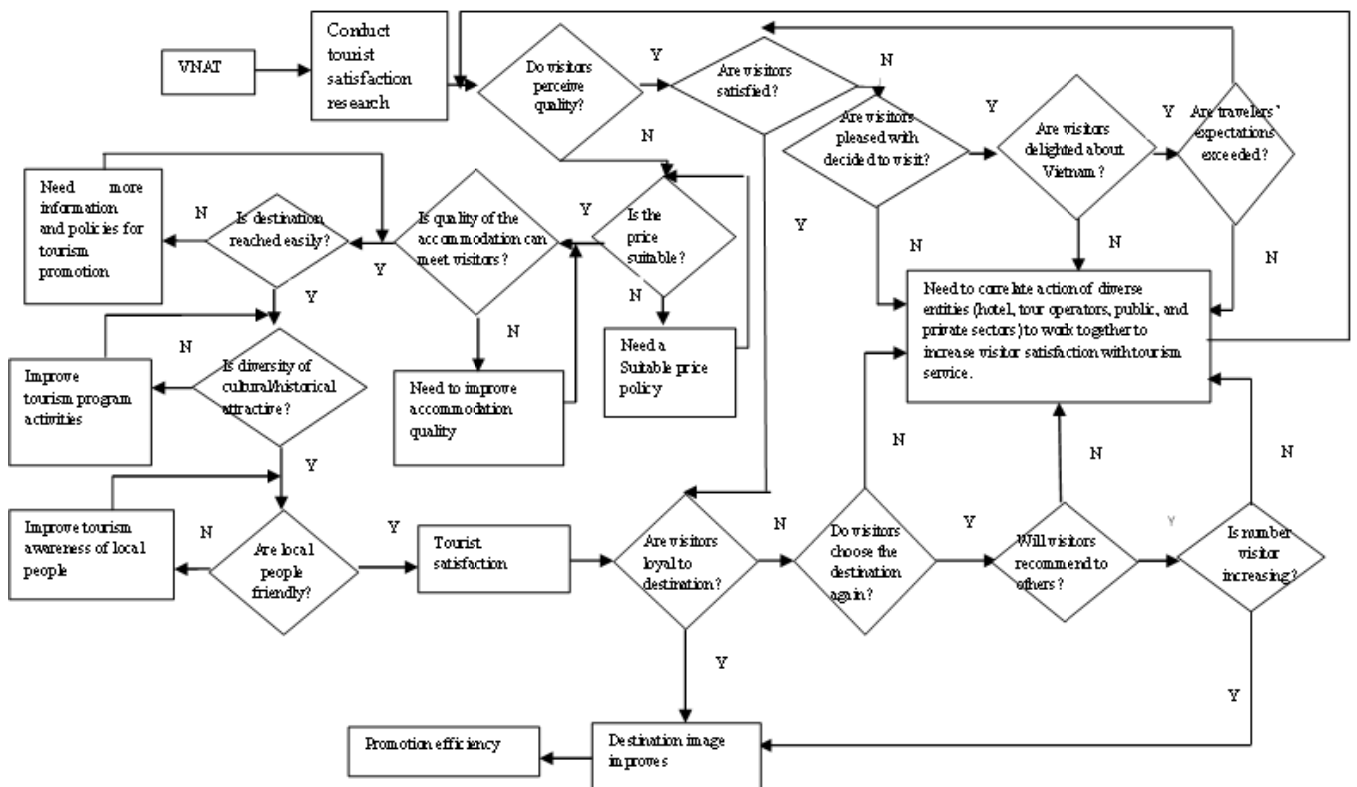 VNAT
Conduct
tourist
satisfaction
research
Do visitors
perceive
quality?
Y
Are visitors
satisfied?
N
Are visitors
pleased with
decided to visit?
Y
Are visitors
delighted about
Vietnam ?
Y
Are travelers’
expectations
exceeded?
N
N
Y
N
N
Need more
information
and policies for
tourism
promotion
N
Is destination
reached easily?
Y
Is quality of the
accommodation can
meet visitors?
Y
Is the
price
suitable?
N
N
Y
Need to correlate action of diverse
entities (hotel, tour operators, public, and
private sectors) to work together to
increase visitor satisfaction with tourism
service.
Improve
tourism program
activities
N
Is diversity of
cultural/historical
attractive?
Y
Need to improve
accommodation
quality
Need a
Suitable price
policy
N
N
N
Improve tourism
awareness of local
people
N
Are local
people
friendly?
Y
Tourist
satisfaction
Are visitors
loyal to
destination?
N
Do visitors
choose the
destination
again?
Y
Will visitors
recommend to
others?
Y
Is number
visitor
increasing?
Y
Y
Promotion efficiency
Destination image
improves